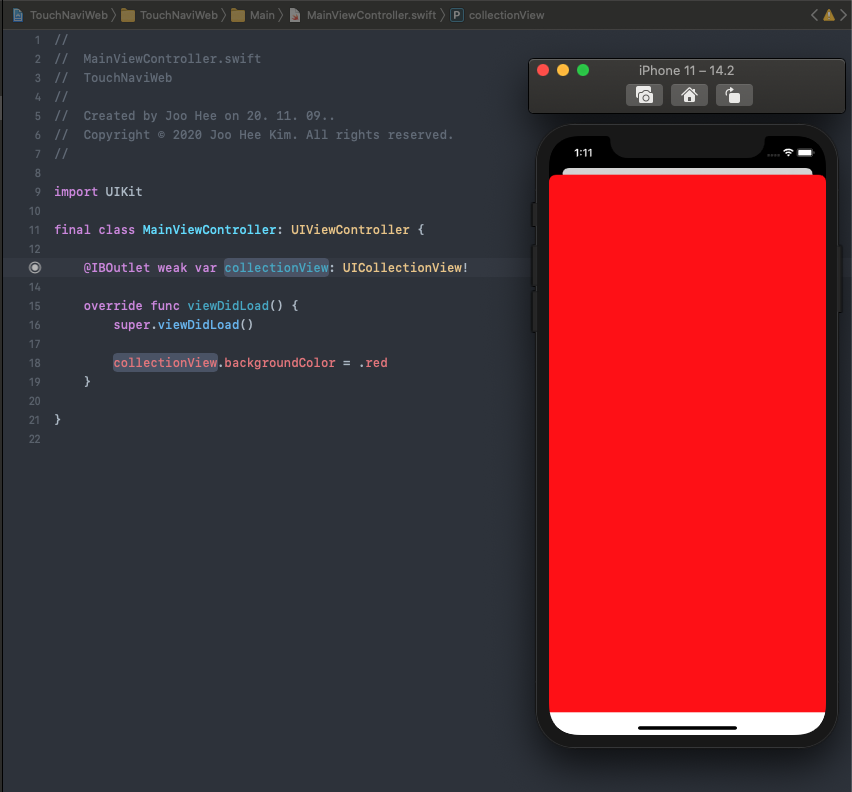 TouchNaviWeb TouchNaviWeb Main MainViewController.swift P collectionView
1 //
2 //  MainViewController.swift
3 //  TouchNaviWeb
4 //
5 //  Created by Joo Hee on 20. 11. 09..
6 //  Copyright © 2020 Joo Hee Kim. All rights reserved.
7 //
8
9 import UIKit
10
11 final class MainViewController: UIViewController {
12
@IBOutlet weak var collectionView: UICollectionView!
14
15 override func viewDidLoad() {
16 super.viewDidLoad()
17
18 collectionView.backgroundColor = .red
19 }
20
21 }
22
iPhone 11 – 14.2
1:11